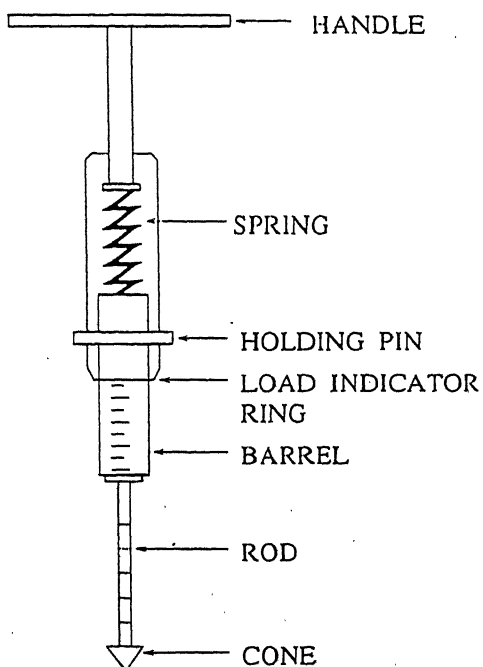 HANDLE
SPRING
HOLDING PIN
LOAD INDICATOR
RING
BARREL
ROD
CONE